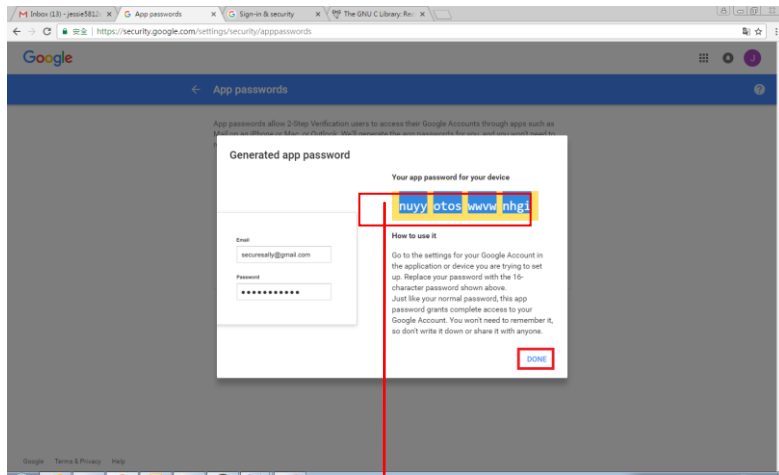 Inbox (13) - jessie5812
App passwords
Sign-in & security
The GNU C Library: Re
安全 | https://security.google.com/settings/security/apppasswords
Google
J
App passwords
App passwords allow 2-Step Verification users to access their Google Accounts through apps such as
Mail on an iPhone or Mac, or Outlook. We'll generate the app passwords for you, and you won't need to
Generated app password
Your app password for your device
nuyy otos wwvw nhgi
Email
securesally@gmail.com
Password
How to use it
Go to the settings for your Google Account in
the application or device you are trying to set
up. Replace your password with the 16-
character password shown above.
Just like your normal password, this app
password grants complete access to your
Google Account. You won't need to remember it,
so don't write it down or share it with anyone.
DONE
Google Terms & Privacy Help